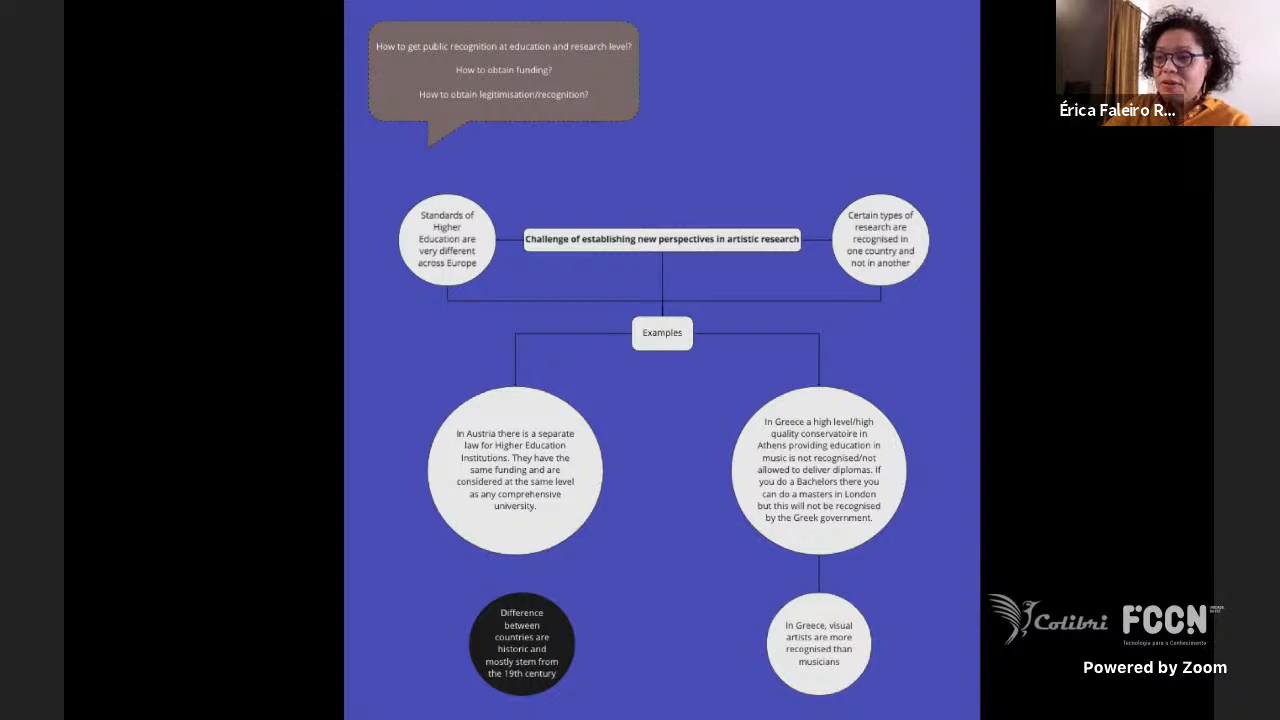 How to get public recognition at education and research level?
How to obtain funding?
How to obtain legitimisation/recognition?
Érica Faleiro R...
Standards of
Higher
Education are
very different
across Europe
Challenge of establishing new perspectives in artistic research
Certain types of
research are
recognised in
one country and
not in another
Examples
In Austria there is a separate
law for Higher Education
Institutions. They have the
same funding and are
considered at the same level
as any comprehensive
university.
In Greece a high level/high
quality conservatoire in
Athens providing education in
music is not recognised/not
allowed to deliver diplomas. If
you do a Bachelors there you
can do a masters in London
but this will not be recognised
by the Greek government.
Difference
between
countries are
historic and
mostly stem from
the 19th century
In Greece, visual
artists are more
recognised than
musicians
Colibri
FCCN
Tecnologia para o Conhecimento
Powered by Zoom